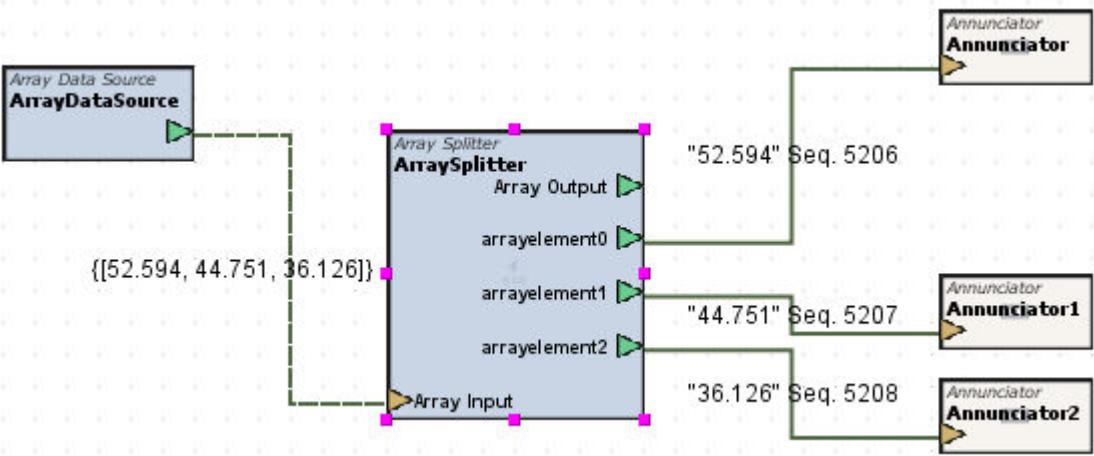 Annunciator
Annunciator
Array Data Source
ArrayDataSource
Array Splitter
ArraySplitter
"52.594" Seq. 5206
Array Output
arrayelement0
{[52.594, 44.751, 36.126]}
arrayelement1
Annunciator
Annunciator1
"44.751" Seq. 5207
arrayelement2
"36.126" Seq. 5208
Annunciator
Annunciator2
Array Input